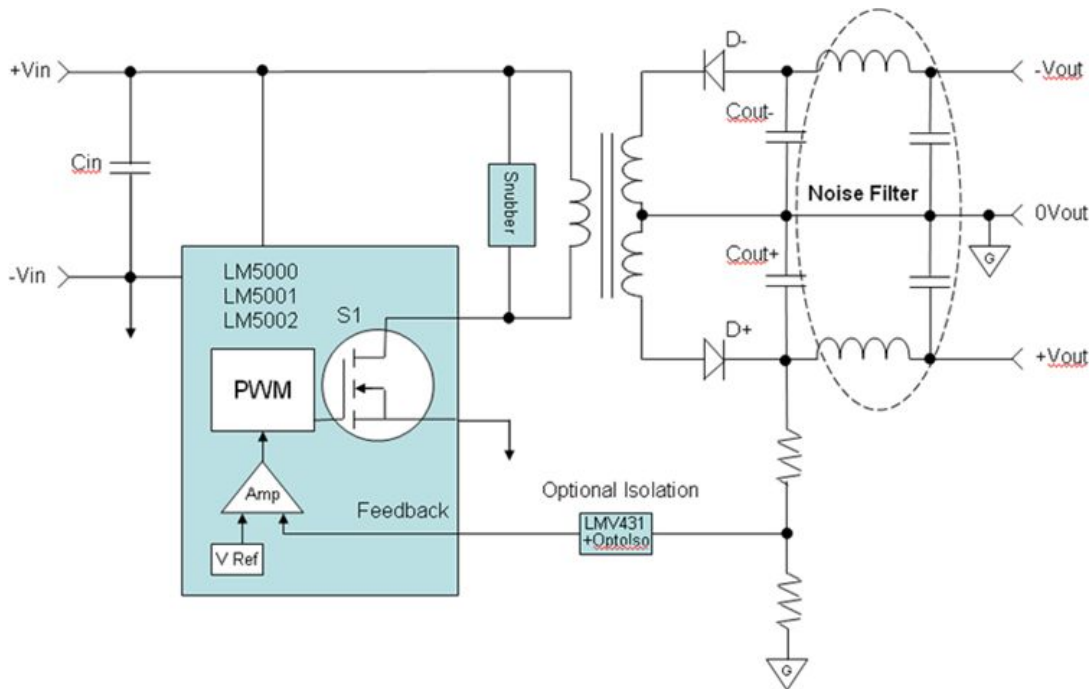 D-
+Vin
-Vout
Cout-
Cin
Snubber
Noise Filter
0Vout
G
Cout+
-Vin
LM5000
LM5001
LM5002
S1
D+
+Vout
PWM
Optional Isolation
Amp
Feedback
LMV431
+OptoIso
V Ref
G